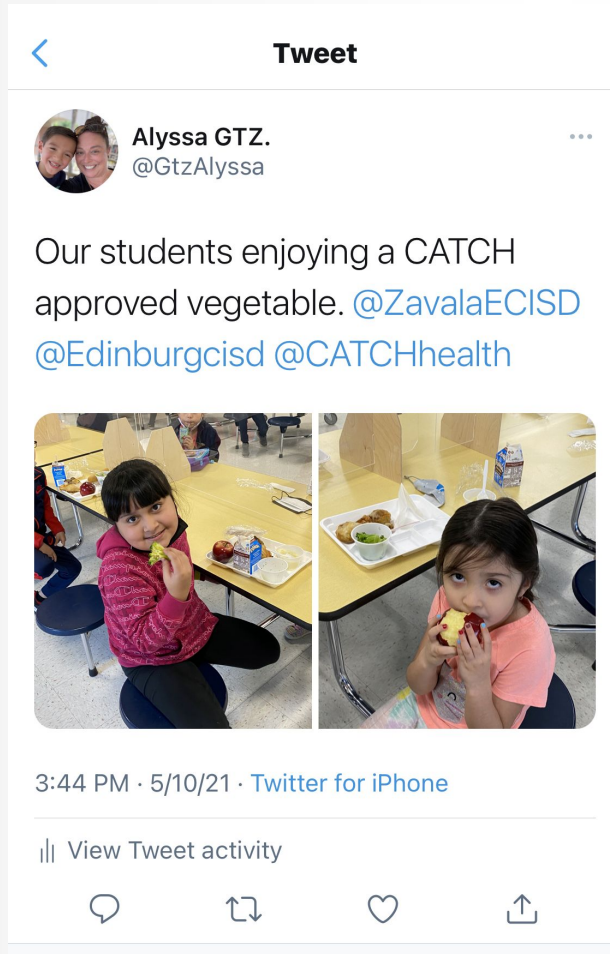 Tweet
Alyssa GTZ.
@GtzAlyssa
Our students enjoying a CATCH
approved vegetable. @ZavalaECISD
@Edinburgcisd @CATCHhealth
3:44 PM · 5/10/21 · Twitter for iPhone
View Tweet activity